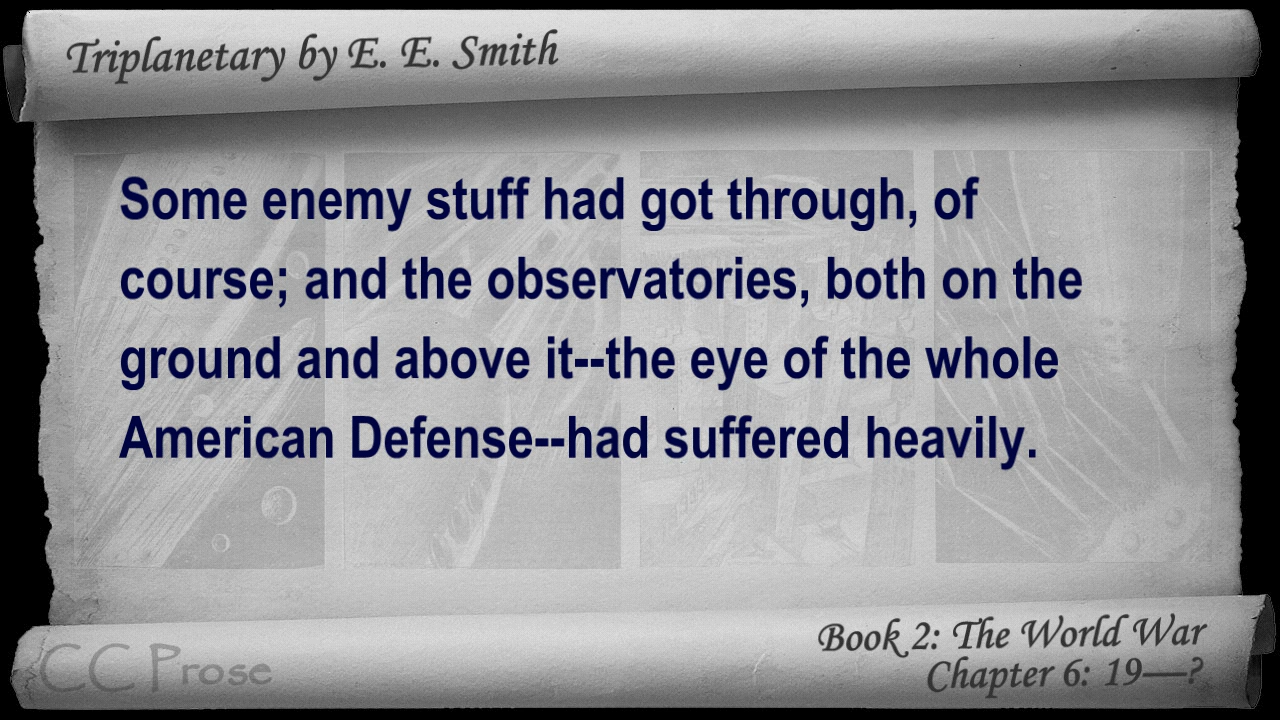 Triplanetary by E. E. Smith
Some enemy stuff had got through, of
course; and the observatories, both on the
ground and above it--the eye of the whole
American Defense--had suffered heavily.
Book 2: The World War
Chapter 6: 19—?
CC Prose